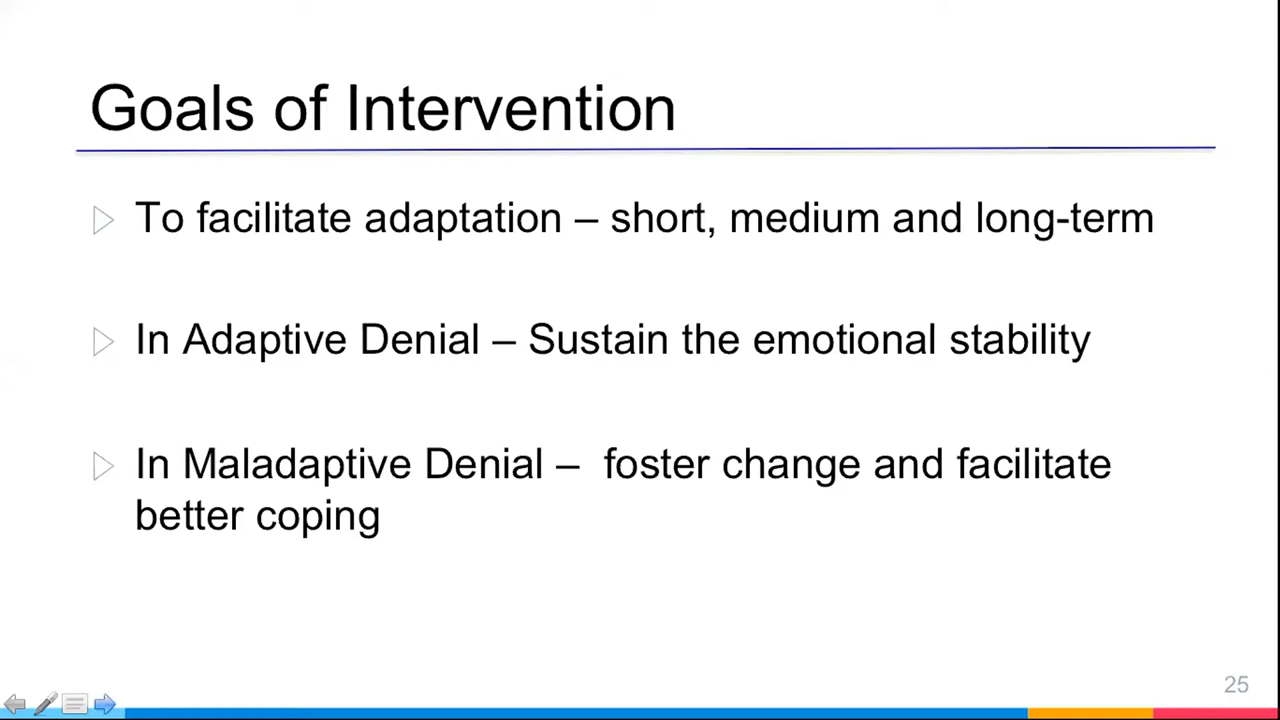 Goals of Intervention
To facilitate adaptation – short, medium and long-term
In Adaptive Denial – Sustain the emotional stability
In Maladaptive Denial –  foster change and facilitate
better coping
25